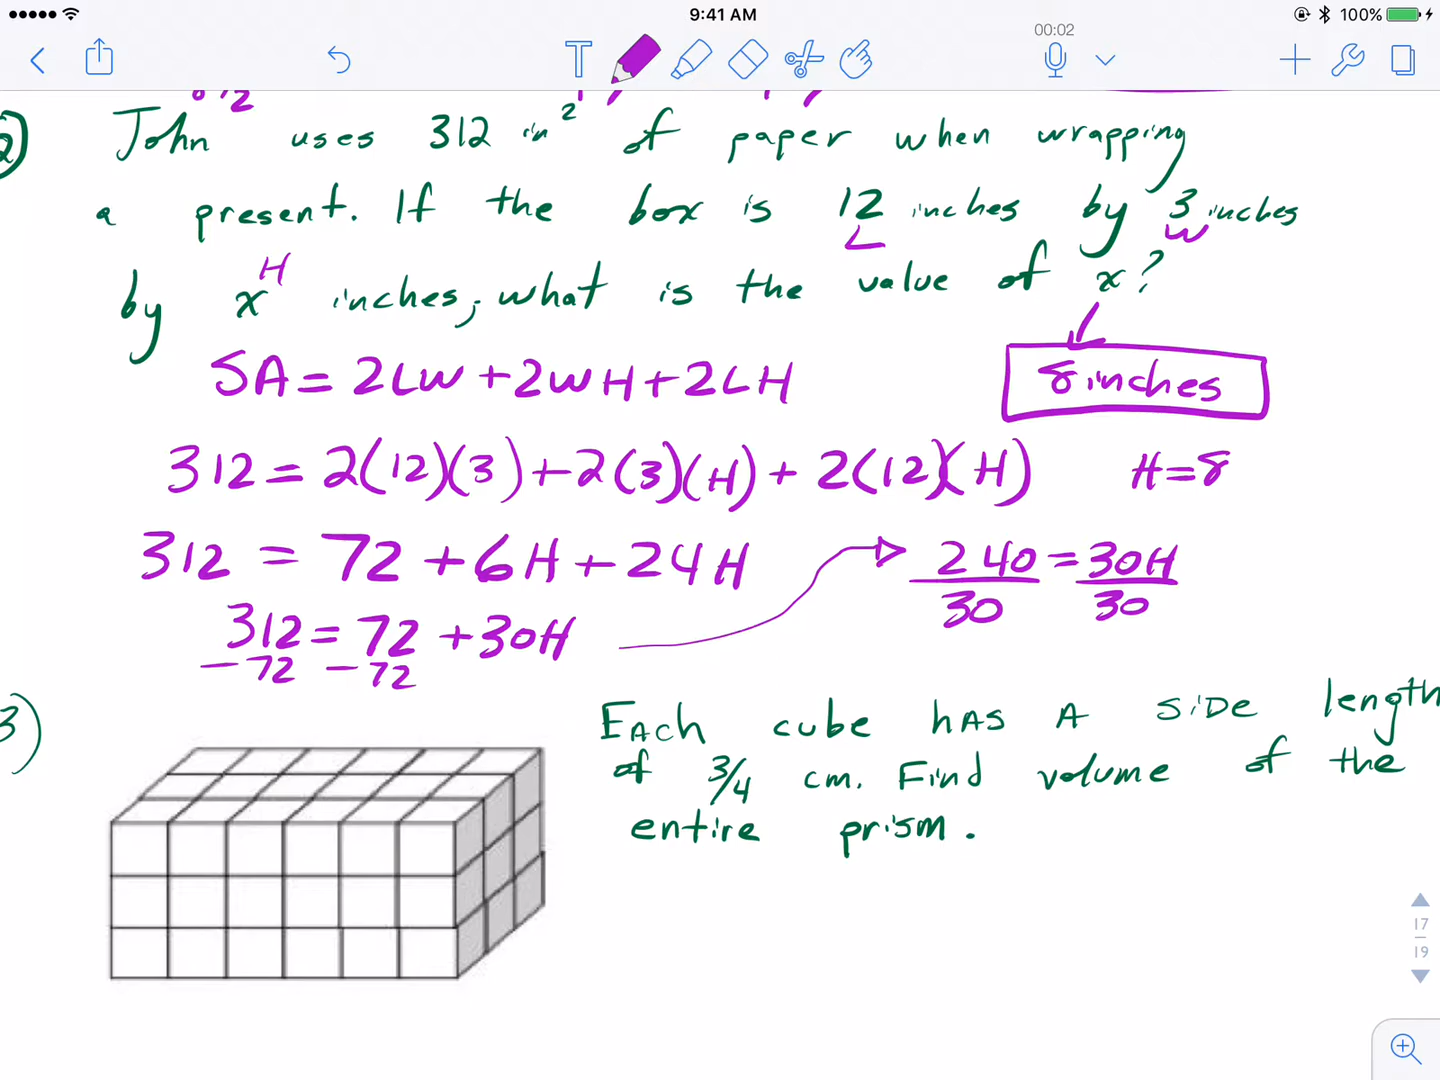 9:41 AM
100%
00:02
T
2)
John uses 312 in² of paper when wrapping
a present. If the box is 12 inches by 3 inches
L W
H
by x inches, what is the value of x?
SA = 2LW + 2WH + 2LH
8 inches
312 = 2(12)(3) + 2(3)(H) + 2(12)(H)
H = 8
312 = 72 + 6H + 24H
240 = 30H
30 30
312 = 72 + 30H
-72 -72
3)
EAch cube hAS A SiDE length
of 3/4 cm. Find volume of the
entire prism.
17
19